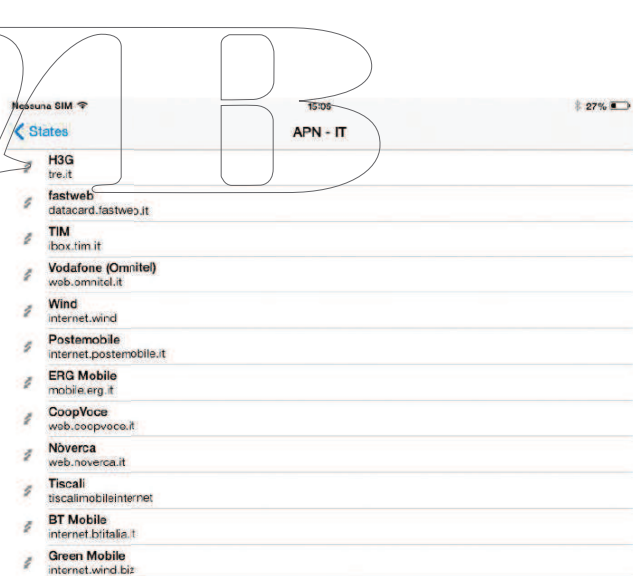 Nessuna SIM 15:05 27%
States APN - IT
H3G
tre.it
fastweb
datacard.fastweb.it
TIM
ibox.tim.it
Vodafone (Omnitel)
web.omnitel.it
Wind
internet.wind
Postemobile
internet.postemobile.it
ERG Mobile
mobile.erg.it
CoopVoce
web.coopvoce.it
Nòverca
web.noverca.it
Tiscali
tiscalimobileinternet
BT Mobile
internet.btitalia.it
Green Mobile
internet.wind.biz